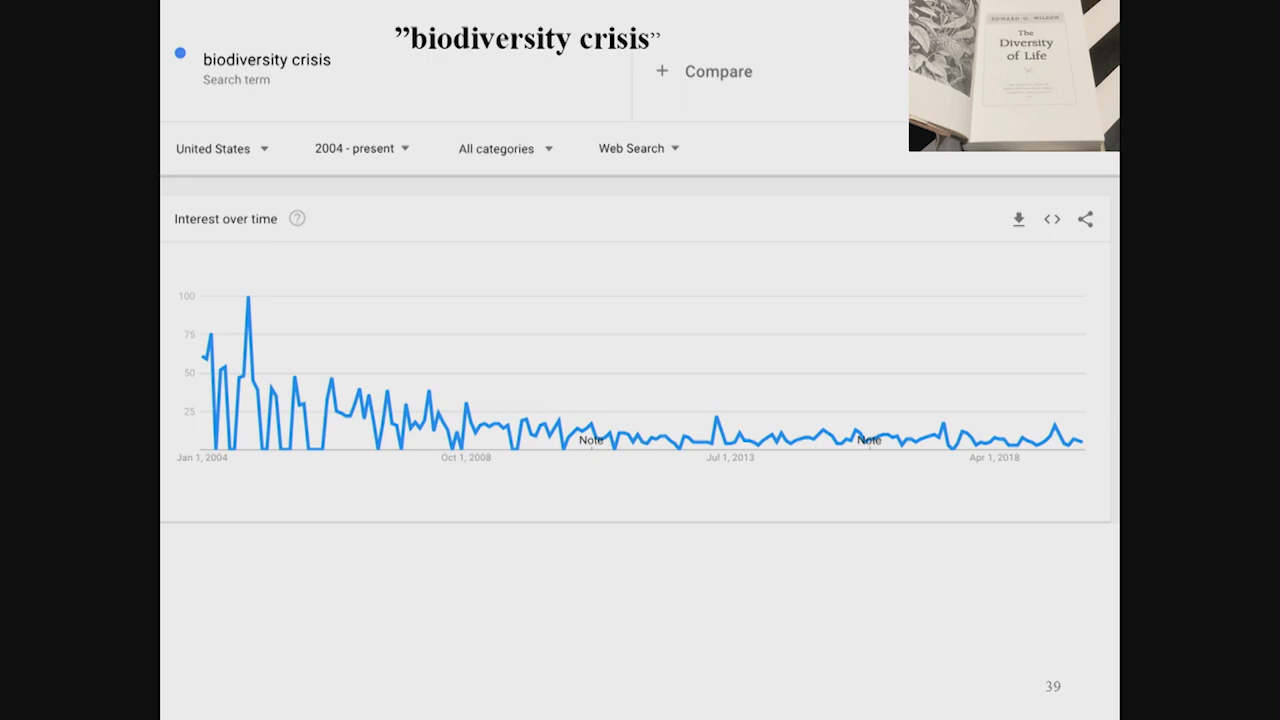 ”biodiversity crisis”
biodiversity crisis
Search term
+ Compare
EDWARD O. WILSON
The
Diversity
of Life
United States
2004 - present
All categories
Web Search
Interest over time
?
100
75
50
25
Note
Note
Jan 1, 2004
Oct 1, 2008
Jul 1, 2013
Apr 1, 2018
39